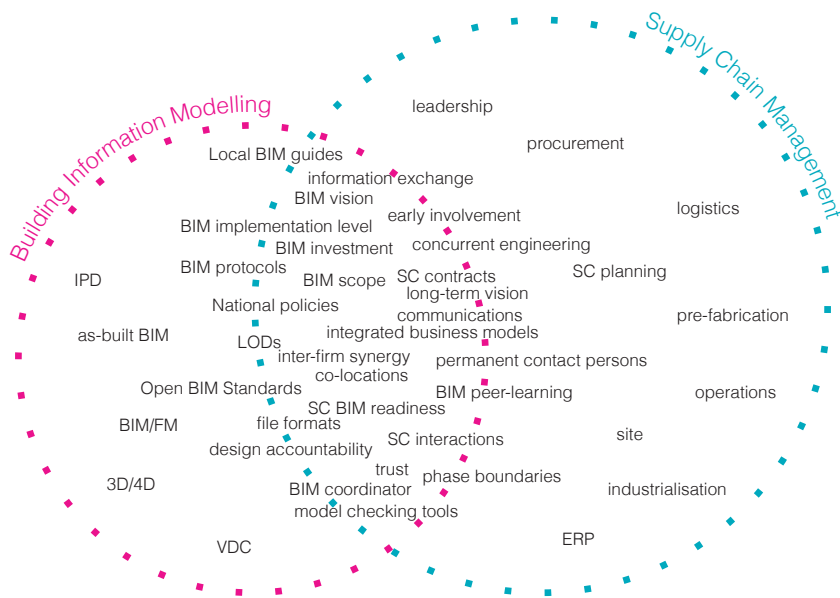 Building Information Modelling
Supply Chain Management
leadership
procurement
Local BIM guides
information exchange
BIM vision
logistics
early involvement
BIM implementation level
concurrent engineering
BIM investment
BIM protocols
SC planning
IPD
BIM scope
SC contracts
long-term vision
National policies
communications
pre-fabrication
integrated business models
as-built BIM
LODs
inter-firm synergy
permanent contact persons
co-locations
Open BIM Standards
BIM peer-learning
operations
SC BIM readiness
BIM/FM
file formats
site
SC interactions
design accountability
trust
phase boundaries
3D/4D
BIM coordinator
industrialisation
model checking tools
ERP
VDC